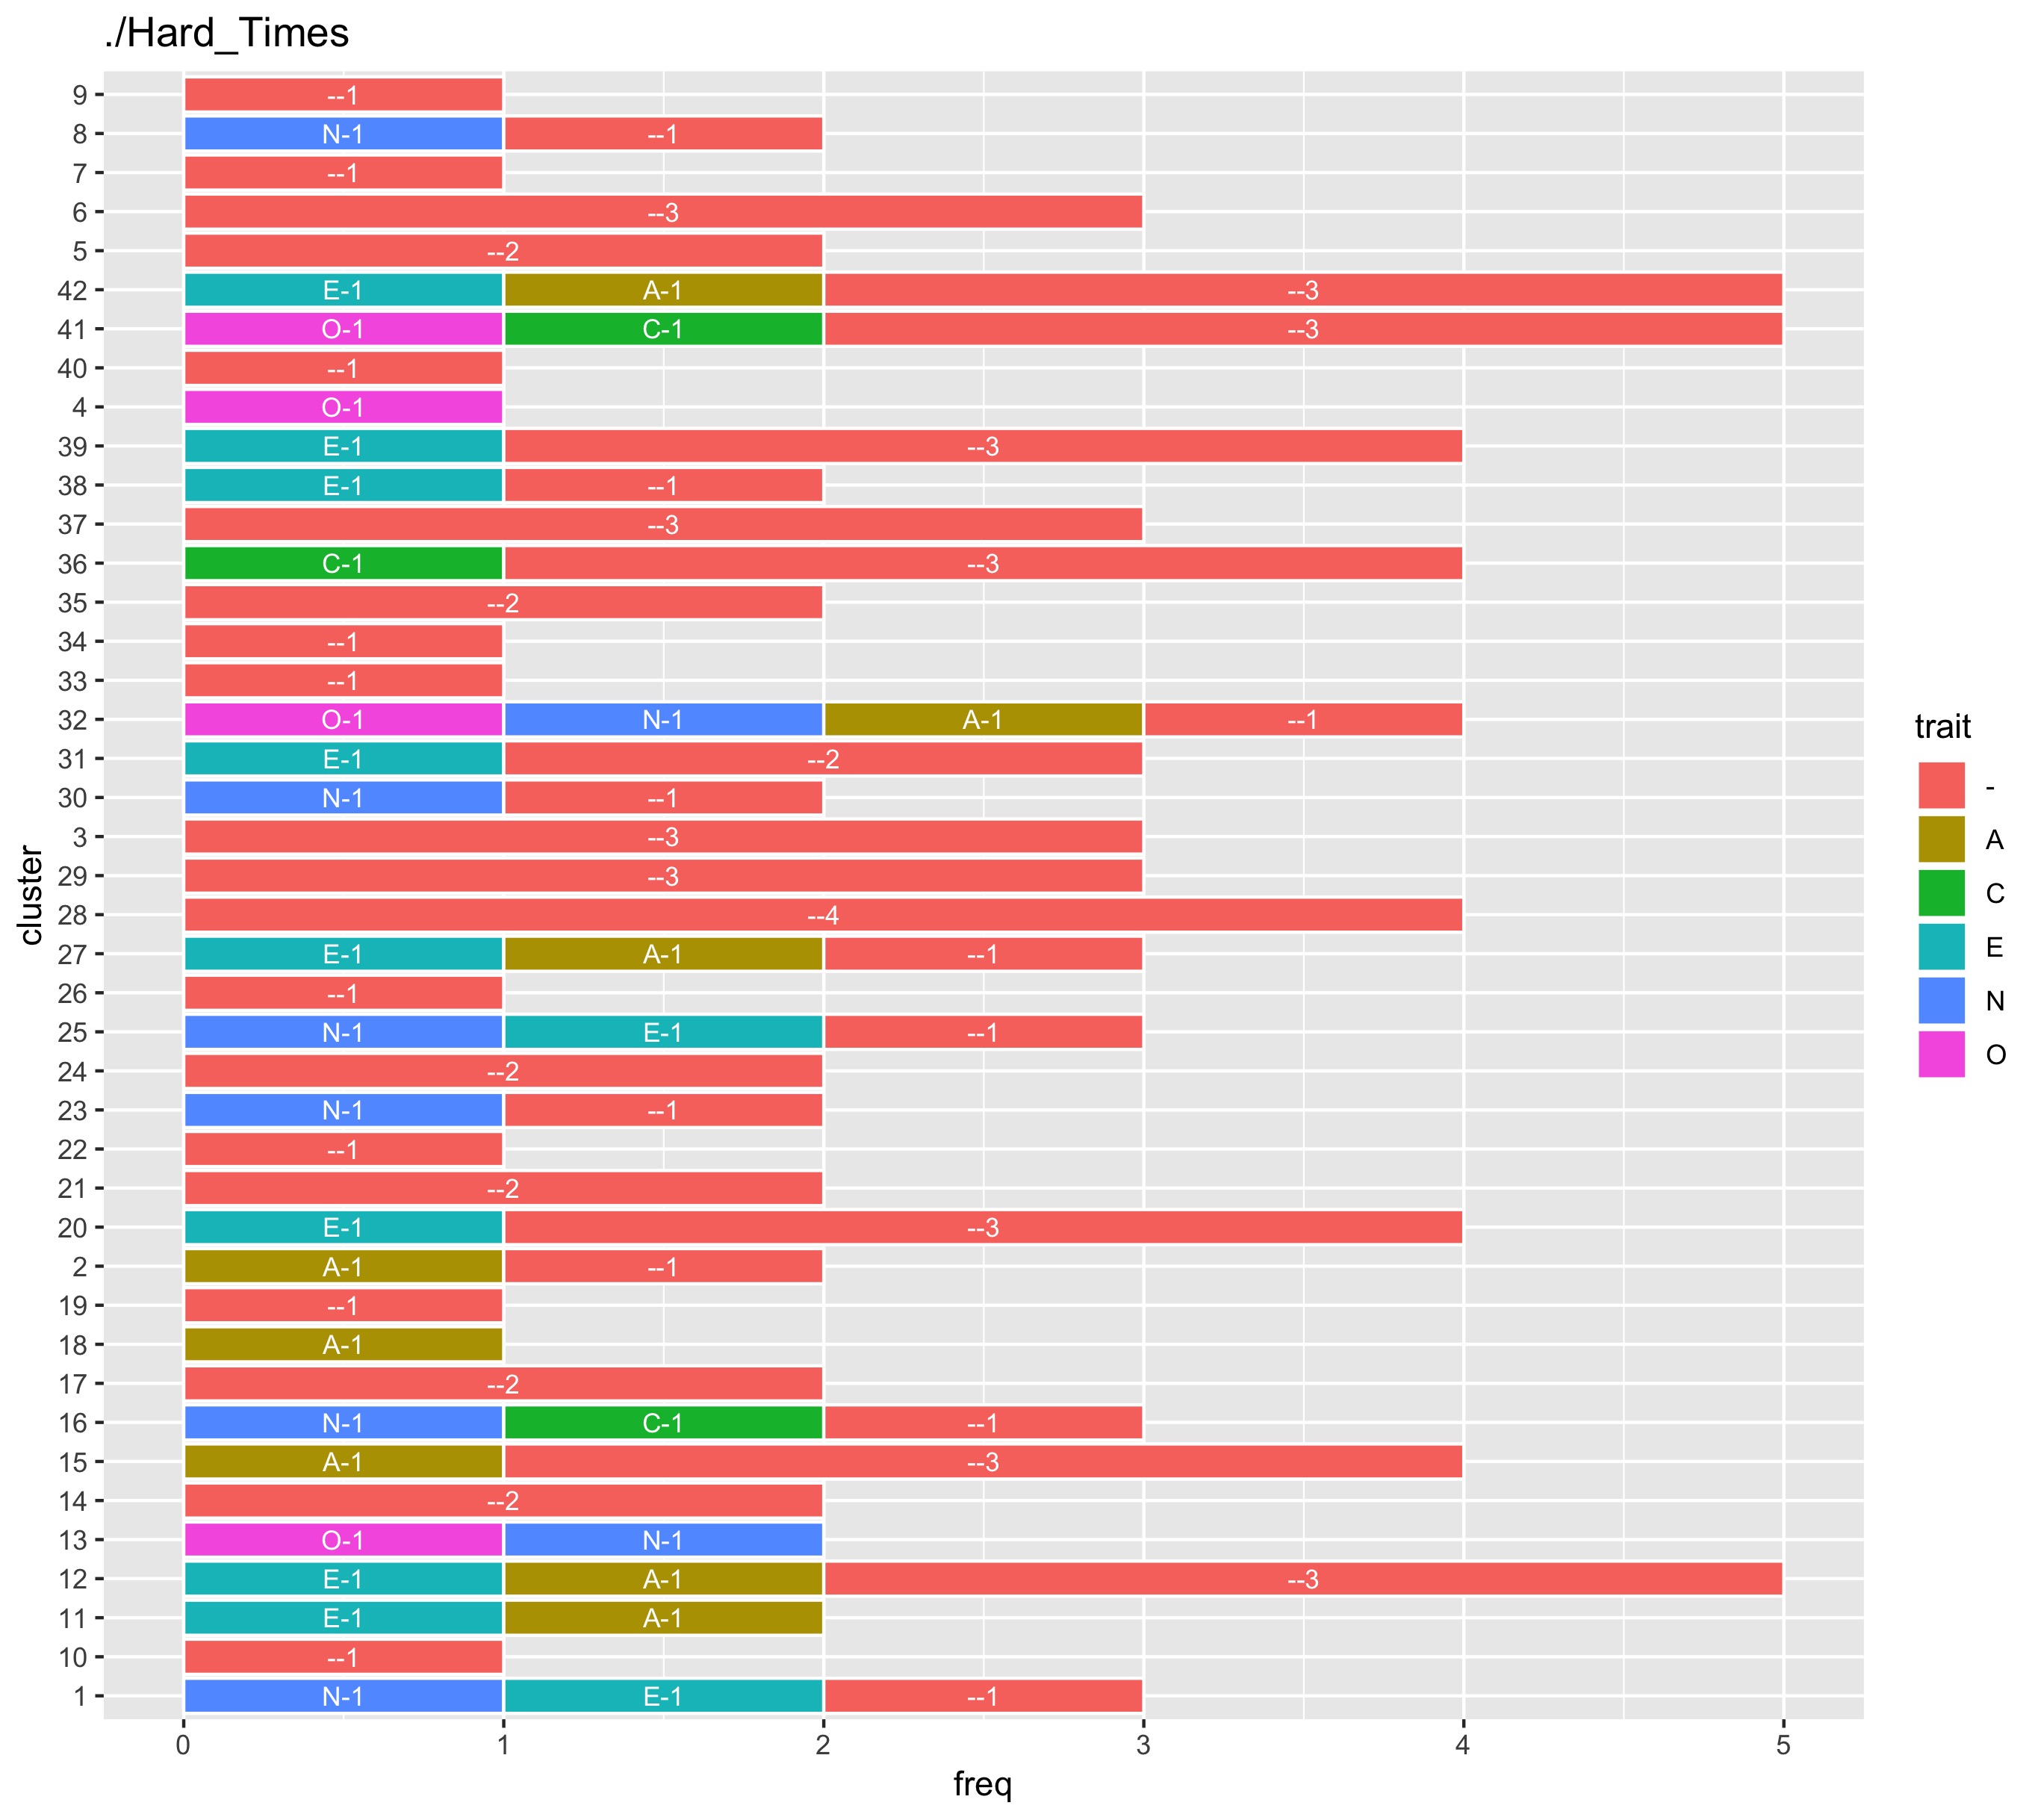 ./Hard_Times
9 --1
8 N-1 --1
7 --1
6 --3
5 --2
42 E-1 A-1 --3
41 O-1 C-1 --3
40 --1
4 O-1
39 E-1 --3
38 E-1 --1
37 --3
36 C-1 --3
35 --2
34 --1
33 --1
32 O-1 N-1 A-1 --1
31 E-1 --2
30 N-1 --1
3 --3
29 --3
28 --4
27 E-1 A-1 --1
26 --1
25 N-1 E-1 --1
24 --2
23 N-1 --1
22 --1
21 --2
20 E-1 --3
2 A-1 --1
19 --1
18 A-1
17 --2
16 N-1 C-1 --1
15 A-1 --3
14 --2
13 O-1 N-1
12 E-1 A-1 --3
11 E-1 A-1
10 --1
1 N-1 E-1 --1
0 1 2 3 4 5
freq
cluster
trait
-
A
C
E
N
O